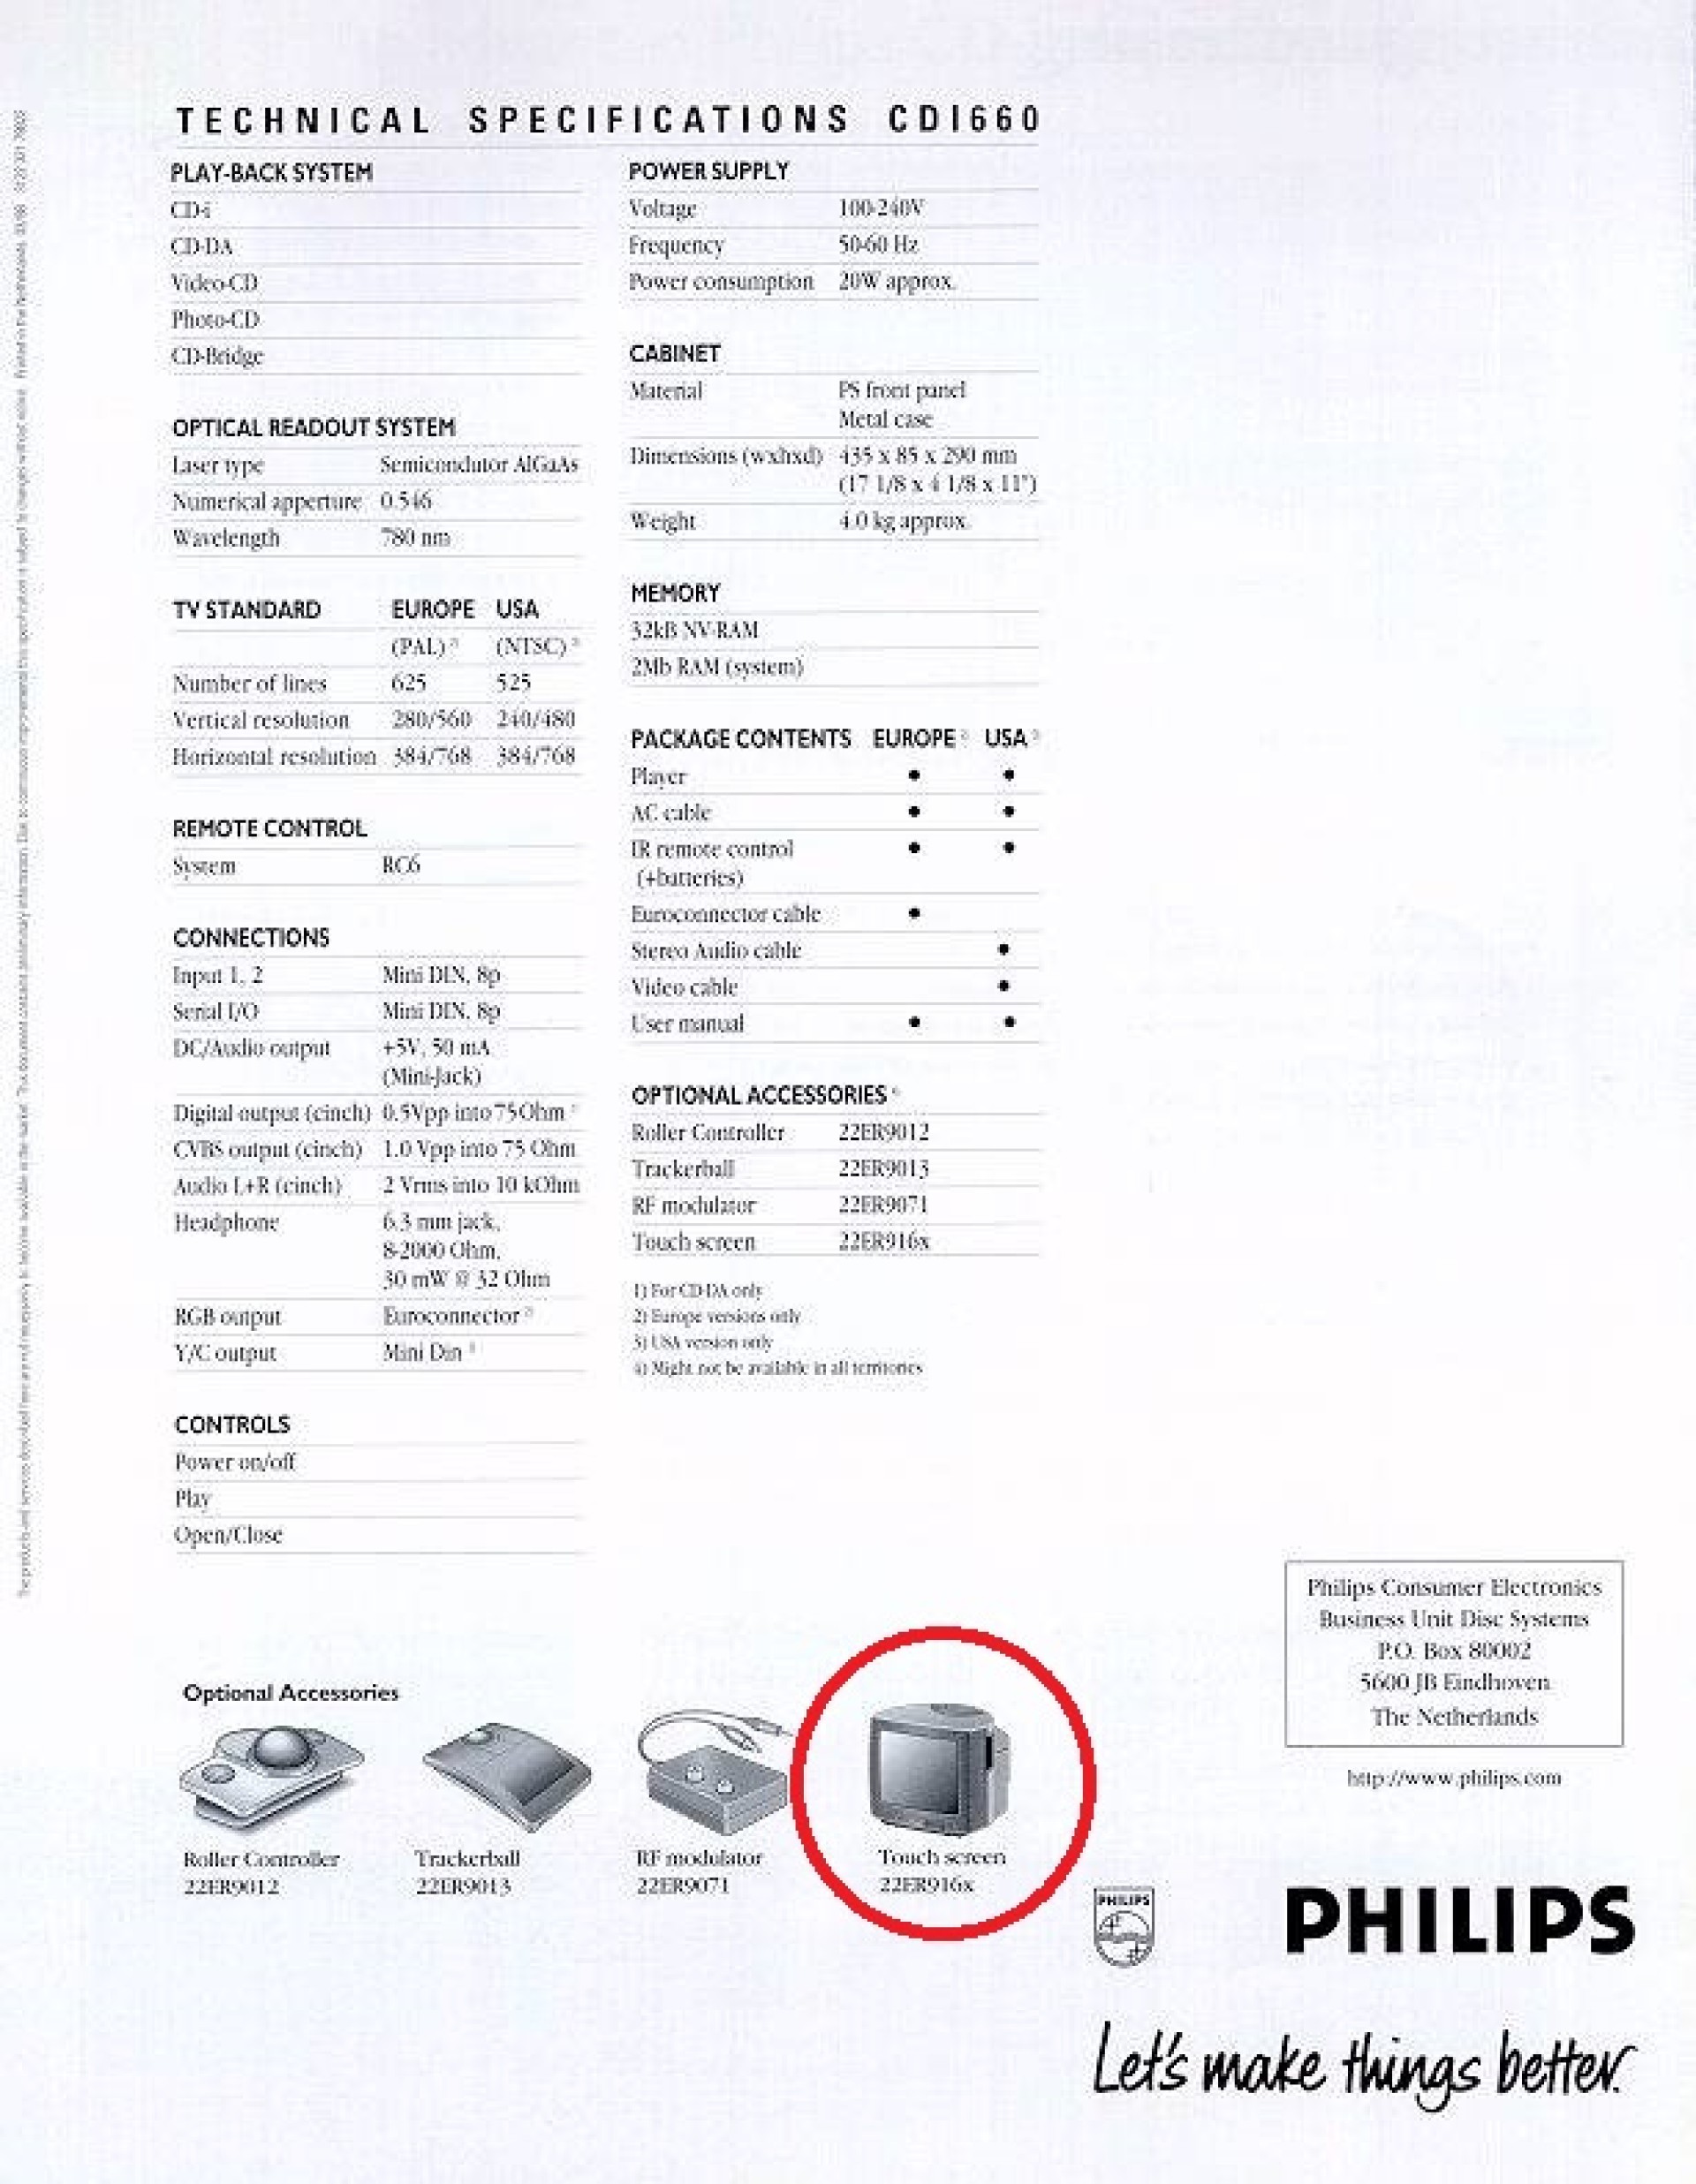 TECHNICAL SPECIFICATIONS CDI660
PLAY-BACK SYSTEM
CD-i
CD-DA
Video-CD
Photo-CD
CD-Bridge
OPTICAL READOUT SYSTEM
Laser type Semicondutor AlGaAs
Numerical apperture 0.546
Wavelength 780 nm
TV STANDARD EUROPE USA
(PAL) 2) (NTSC) 3)
Number of lines 625 525
Vertical resolution 280/560 240/480
Horizontal resolution 384/768 384/768
REMOTE CONTROL
System RC6
CONNECTIONS
Input 1, 2 Mini DIN, 8p
Serial I/O Mini DIN, 8p
DC/Audio output +5V, 50 mA
(Mini-Jack)
Digital output (cinch) 0.5Vpp into 75Ohm
CVBS output (cinch) 1.0 Vpp into 75 Ohm
Audio L+R (cinch) 2 Vrms into 10 kOhm
Headphone 6.3 mm jack,
8-2000 Ohm,
30 mW @ 32 Ohm
RGB output Euroconnector 2)
Y/C output Mini Din
CONTROLS
Power on/off
Play
Open/Close
POWER SUPPLY
Voltage 100-240V
Frequency 50-60 Hz
Power consumption 20W approx.
CABINET
Material PS front panel
Metal case
Dimensions (wxhxd) 435 x 85 x 290 mm
(17 1/8 x 4 1/8 x 11")
Weight 4.0 kg approx.
MEMORY
32kB NV-RAM
2Mb RAM (system)
PACKAGE CONTENTS EUROPE 2) USA 3)
Player • •
AC cable • •
IR remote control • •
(+batteries)
Euroconnector cable •
Stereo Audio cable •
Video cable •
User manual • •
OPTIONAL ACCESSORIES 4)
Roller Controller 22ER9012
Trackerball 22ER9013
RF modulator 22ER9071
Touch screen 22ER916x
1) For CD-DA only
2) Europe versions only
3) USA version only
4) Might not be available in all territories
Optional Accessories
Roller Controller
22ER9012
Trackerball
22ER9013
RF modulator
22ER9071
Touch screen
22ER916x
Philips Consumer Electronics
Business Unit Disc Systems
P.O. Box 80002
5600 JB Eindhoven
The Netherlands
http://www.philips.com
PHILIPS
PHILIPS
Let's make things better.